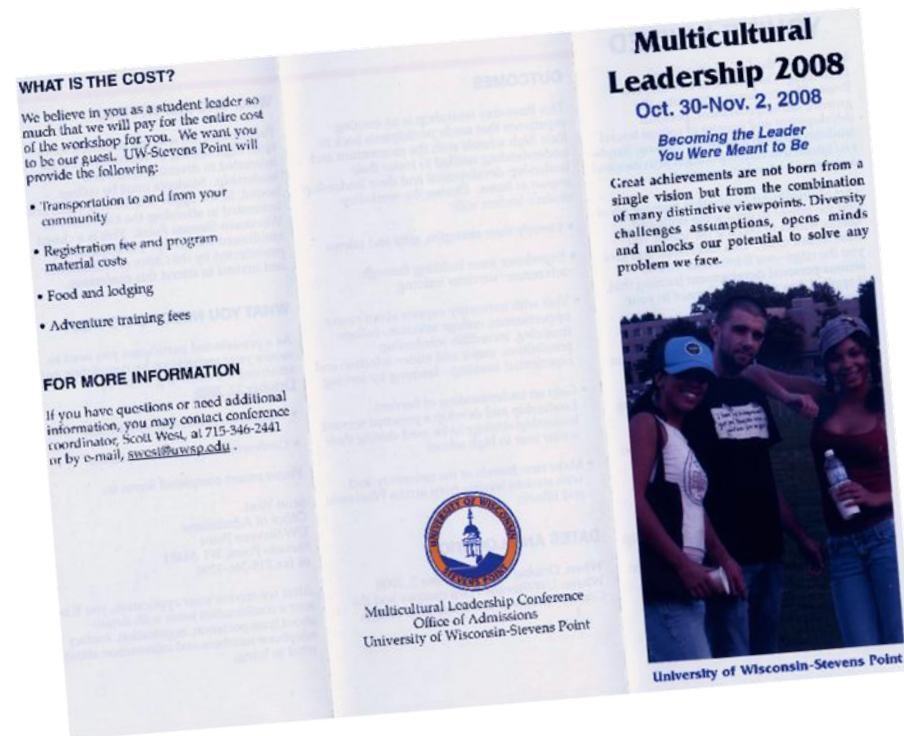 WHAT IS THE COST?
We believe in you as a student leader so
much that we will pay for the entire cost
of the workshop for you. We want you
to be our guest. UW-Stevens Point will
provide the following:
• Transportation to and from your
community
• Registration fee and program
material costs
• Food and lodging
• Adventure training fees
FOR MORE INFORMATION
If you have questions or need additional
information, you may contact conference
coordinator, Scott West, at 715-346-2441
or by e-mail, swest@uwsp.edu .
UNIVERSITY OF WISCONSIN
STEVENS POINT
Multicultural Leadership Conference
Office of Admissions
University of Wisconsin-Stevens Point
Multicultural
Leadership 2008
Oct. 30-Nov. 2, 2008
Becoming the Leader
You Were Meant to Be
Great achievements are not born from a
single vision but from the combination
of many distinctive viewpoints. Diversity
challenges assumptions, opens minds
and unlocks our potential to solve any
problem we face.
University of Wisconsin-Stevens Point